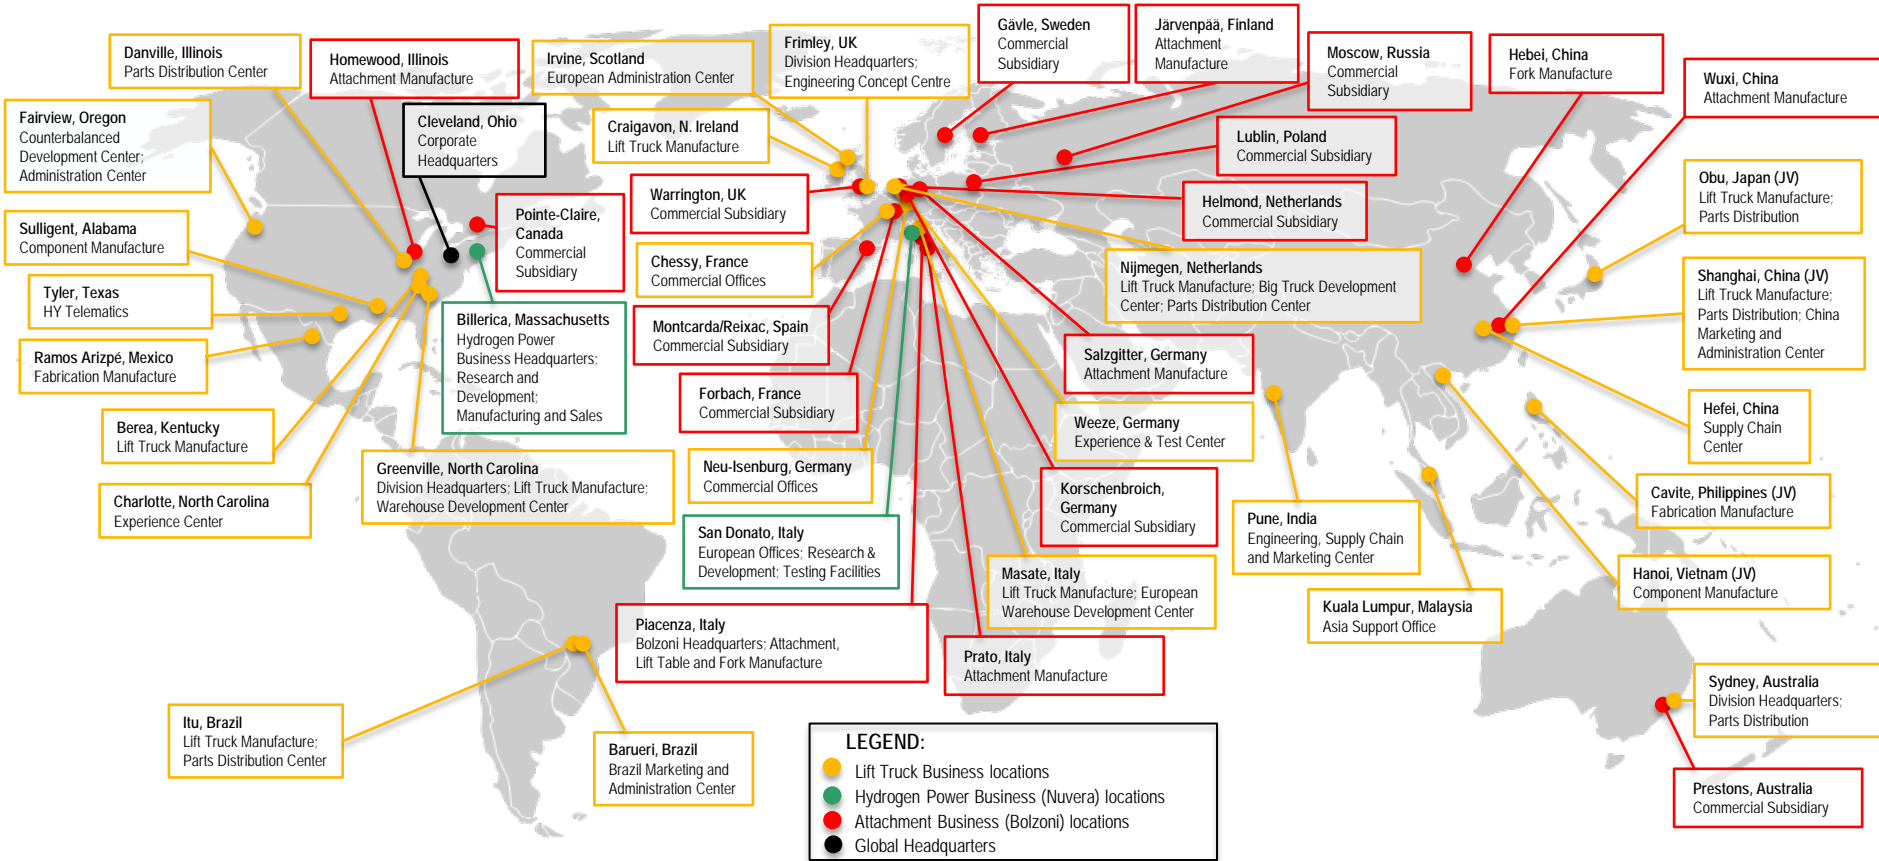 Danville, Illinois
Parts Distribution Center
Homewood, Illinois
Attachment Manufacture
Irvine, Scotland
European Administration Center
Frimley, UK
Division Headquarters;
Engineering Concept Centre
Gävle, Sweden
Commercial
Subsidiary
Järvenpää, Finland
Attachment
Manufacture
Moscow, Russia
Commercial
Subsidiary
Hebei, China
Fork Manufacture
Wuxi, China
Attachment Manufacture
Fairview, Oregon
Counterbalanced
Development Center;
Administration Center
Cleveland, Ohio
Corporate
Headquarters
Craigavon, N. Ireland
Lift Truck Manufacture
Lublin, Poland
Commercial Subsidiary
Obu, Japan (JV)
Lift Truck Manufacture;
Parts Distribution
Warrington, UK
Commercial Subsidiary
Helmond, Netherlands
Commercial Subsidiary
Pointe-Claire,
Canada
Commercial
Subsidiary
Sulligent, Alabama
Component Manufacture
Chessy, France
Commercial Offices
Nijmegen, Netherlands
Lift Truck Manufacture; Big Truck Development
Center; Parts Distribution Center
Shanghai, China (JV)
Lift Truck Manufacture;
Parts Distribution; China
Marketing and
Administration Center
Tyler, Texas
HY Telematics
Billerica, Massachusetts
Hydrogen Power
Business Headquarters;
Research and
Development;
Manufacturing and Sales
Montcarda/Reixac, Spain
Commercial Subsidiary
Salzgitter, Germany
Attachment Manufacture
Ramos Arizpé, Mexico
Fabrication Manufacture
Forbach, France
Commercial Subsidiary
Weeze, Germany
Experience & Test Center
Hefei, China
Supply Chain
Center
Berea, Kentucky
Lift Truck Manufacture
Greenville, North Carolina
Division Headquarters; Lift Truck Manufacture;
Warehouse Development Center
Neu-Isenburg, Germany
Commercial Offices
Korschenbroich,
Germany
Commercial Subsidiary
Cavite, Philippines (JV)
Fabrication Manufacture
Charlotte, North Carolina
Experience Center
San Donato, Italy
European Offices; Research &
Development; Testing Facilities
Pune, India
Engineering, Supply Chain
and Marketing Center
Masate, Italy
Lift Truck Manufacture; European
Warehouse Development Center
Hanoi, Vietnam (JV)
Component Manufacture
Kuala Lumpur, Malaysia
Asia Support Office
Piacenza, Italy
Bolzoni Headquarters; Attachment,
Lift Table and Fork Manufacture
Prato, Italy
Attachment Manufacture
Sydney, Australia
Division Headquarters;
Parts Distribution
Itu, Brazil
Lift Truck Manufacture;
Parts Distribution Center
Barueri, Brazil
Brazil Marketing and
Administration Center
Prestons, Australia
Commercial Subsidiary
LEGEND:
Lift Truck Business locations
Hydrogen Power Business (Nuvera) locations
Attachment Business (Bolzoni) locations
Global Headquarters